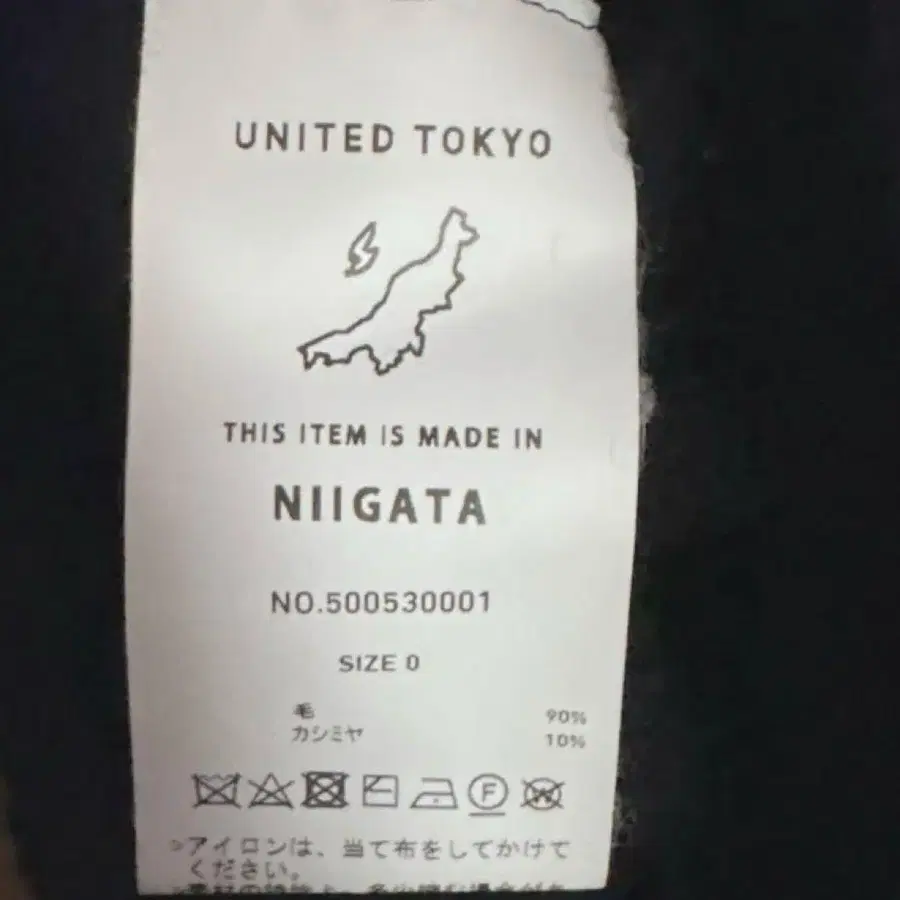 UNITED TOKYO
THIS ITEM IS MADE IN
NIIGATA
NO.500530001
SIZE 0
毛 90%
カシミヤ 10%
F
W
>アイロンは、当て布をしてかけて
ください。